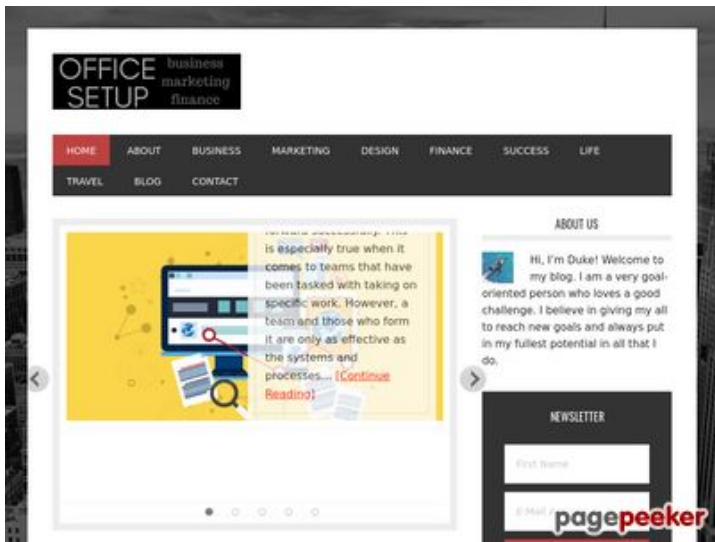 OFFICE business
marketing
SETUP finance
HOME ABOUT BUSINESS MARKETING DESIGN FINANCE SUCCESS LIFE
TRAVEL BLOG CONTACT
forward successfully. This
is especially true when it
comes to teams that have
been tasked with taking on
specific work. However, a
team and those who form
it are only as effective as
the systems and
processes... [Continue
Reading]
ABOUT US
Hi, I'm Duke! Welcome to
my blog. I am a very goal-
oriented person who loves a good
challenge. I believe in giving my all
to reach new goals and always put
in my fullest potential in all that I
do.
NEWSLETTER
First Name
E-Mail
pagepeeker